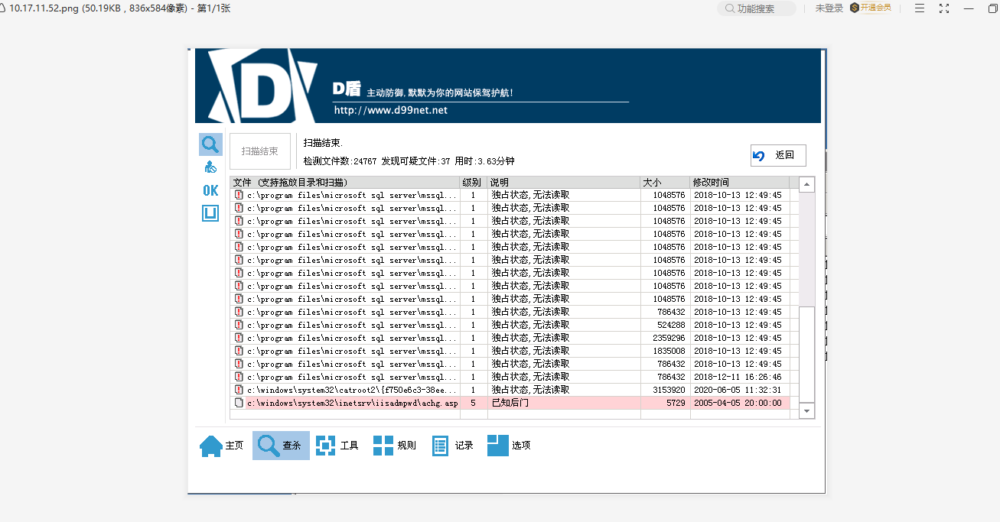 10.17.11.52.png (50.19KB , 836x584像素) - 第1/1张
功能搜索
未登录
开通会员
D
D盾 主动防御,默默为你的网站保驾护航!
http://www.d99net.net
扫描结束
扫描结束.
检测文件数:24767 发现可疑文件:37 用时:3.63分钟
返回
OK
文件 (支持拖放目录和扫描) 级别 说明 大小 修改时间
c:\program files\microsoft sql server\mssql... 1 独占状态,无法读取 1048576 2018-10-13 12:49:45
c:\program files\microsoft sql server\mssql... 1 独占状态,无法读取 1048576 2018-10-13 12:49:45
c:\program files\microsoft sql server\mssql... 1 独占状态,无法读取 1048576 2018-10-13 12:49:45
c:\program files\microsoft sql server\mssql... 1 独占状态,无法读取 1048576 2018-10-13 12:49:45
c:\program files\microsoft sql server\mssql... 1 独占状态,无法读取 1048576 2018-10-13 12:49:45
c:\program files\microsoft sql server\mssql... 1 独占状态,无法读取 1048576 2018-10-13 12:49:45
c:\program files\microsoft sql server\mssql... 1 独占状态,无法读取 1048576 2018-10-13 12:49:45
c:\program files\microsoft sql server\mssql... 1 独占状态,无法读取 1048576 2018-10-13 12:49:45
c:\program files\microsoft sql server\mssql... 1 独占状态,无法读取 1048576 2018-10-13 12:49:45
c:\program files\microsoft sql server\mssql... 1 独占状态,无法读取 786432 2018-10-13 12:49:45
c:\program files\microsoft sql server\mssql... 1 独占状态,无法读取 524288 2018-10-13 12:49:45
c:\program files\microsoft sql server\mssql... 1 独占状态,无法读取 2359296 2018-10-13 12:49:45
c:\program files\microsoft sql server\mssql... 1 独占状态,无法读取 1835008 2018-10-13 12:49:45
c:\program files\microsoft sql server\mssql... 1 独占状态,无法读取 786432 2018-10-13 12:49:45
c:\program files\microsoft sql server\mssql... 1 独占状态,无法读取 786432 2018-12-11 16:26:46
c:\windows\system32\catroot2\{f750e6c3-38ee... 1 独占状态,无法读取 3153920 2020-06-05 11:32:31
c:\windows\system32\inetsrv\iisadmpwd\achg.asp 5 已知后门 5729 2005-04-05 20:00:00
主页 查杀 工具 规则 记录 选项